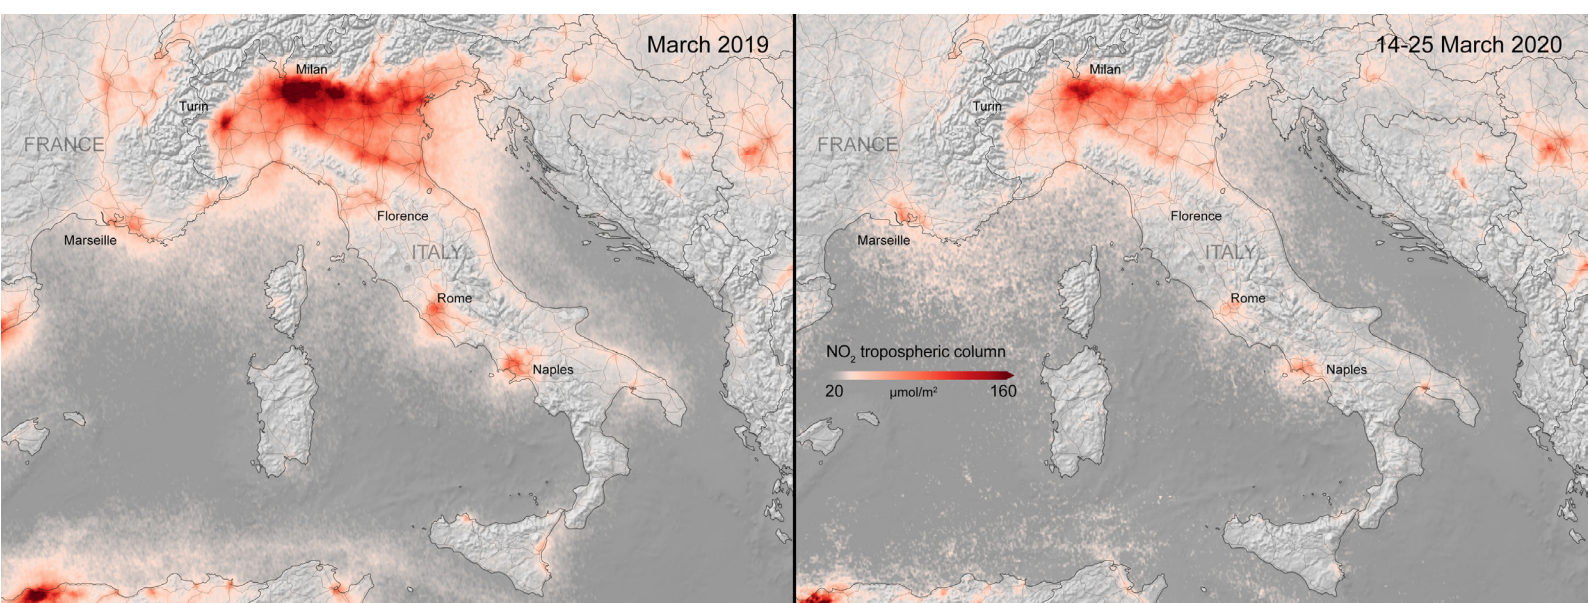 March 2019
Milan
Turin
FRANCE
Florence
Marseille
ITALY
Rome
Naples
14-25 March 2020
Milan
Turin
FRANCE
Florence
Marseille
ITALY
Rome
NO₂ tropospheric column
20 µmol/m² 160
Naples